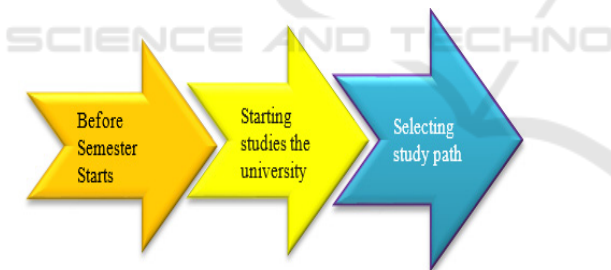 SCIENCE AND TECHNO
Before
Semester
Starts
Starting
studies the
university
Selecting
study path